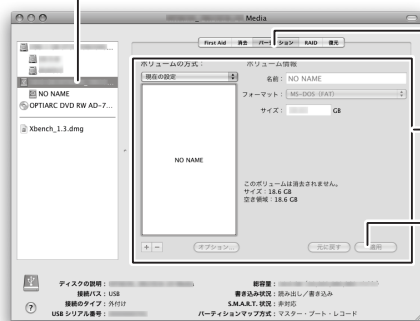 Media
First Aid 消去 パーティション RAID 復元
ボリュームの方式：
現在の設定
NO NAME
ボリューム情報
名前：NO NAME
フォーマット：MS-DOS (FAT)
サイズ： GB
このボリュームは消去されません。
サイズ：18.6 GB
空き領域：18.6 GB
+ −
オプション...
元に戻す
適用
NO NAME
OPTIARC DVD RW AD-7...
Xbench_1.3.dmg
ディスクの説明：
接続バス：USB
接続のタイプ：外付け
USB シリアル番号：
総容量：
書き込み状況：読み出し／書き込み
S.M.A.R.T. 状況：非対応
パーティションマップ方式：マスター・ブート・レコード
?